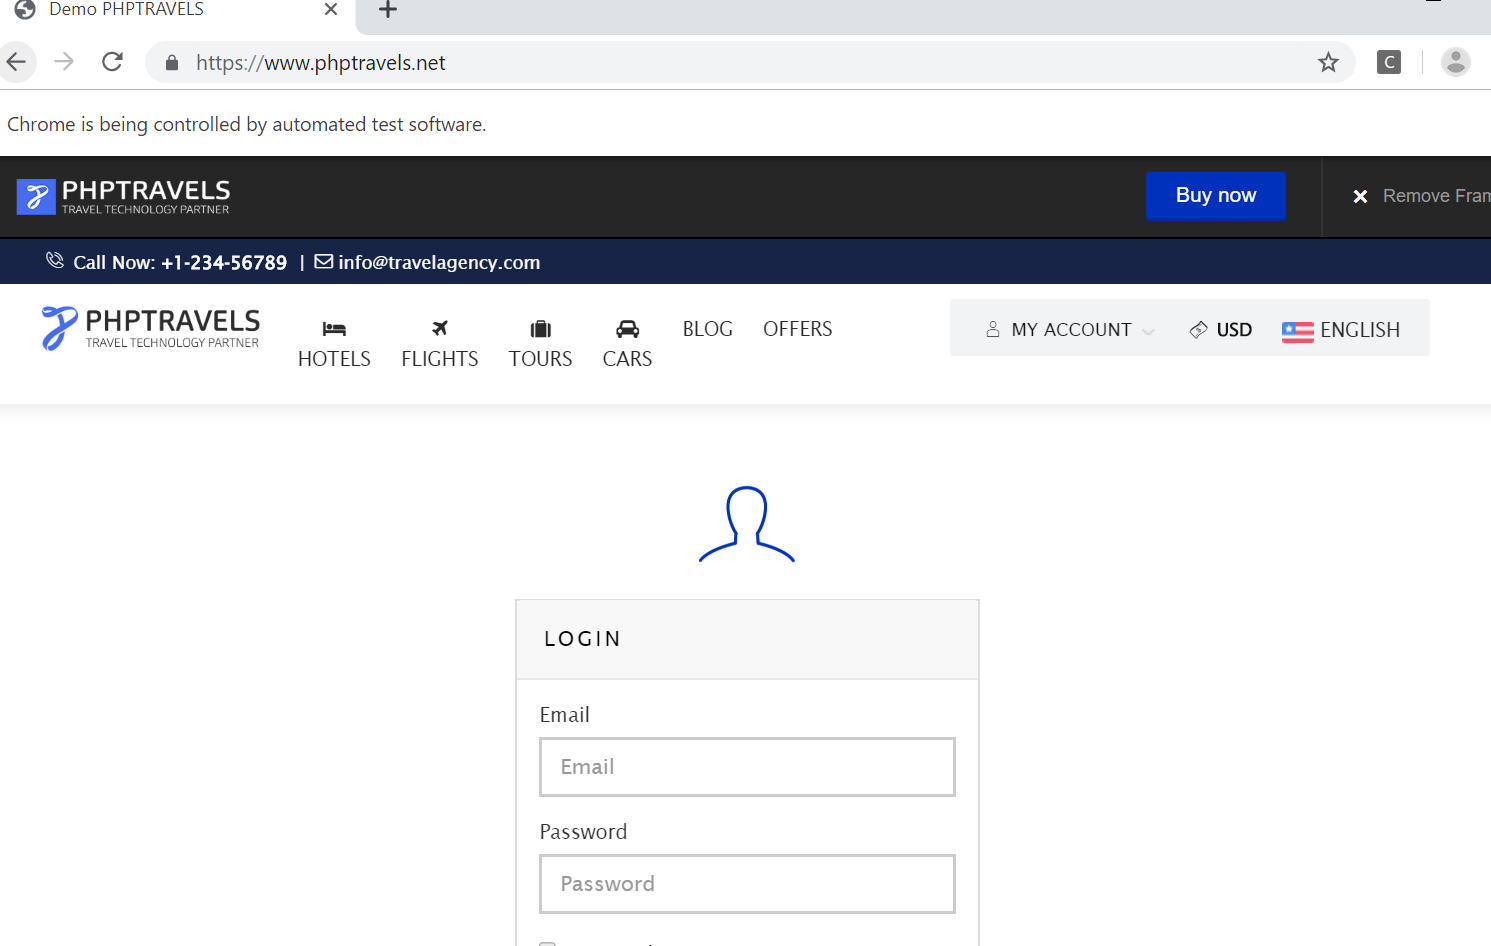 Demo PHPTRAVELS
https://www.phptravels.net
C
Chrome is being controlled by automated test software.
PHPTRAVELS
TRAVEL TECHNOLOGY PARTNER
Buy now
Remove Fram
Call Now: +1-234-56789 | info@travelagency.com
PHPTRAVELS
TRAVEL TECHNOLOGY PARTNER
HOTELS FLIGHTS TOURS CARS BLOG OFFERS
MY ACCOUNT USD ENGLISH
LOGIN
Email
Email
Password
Password